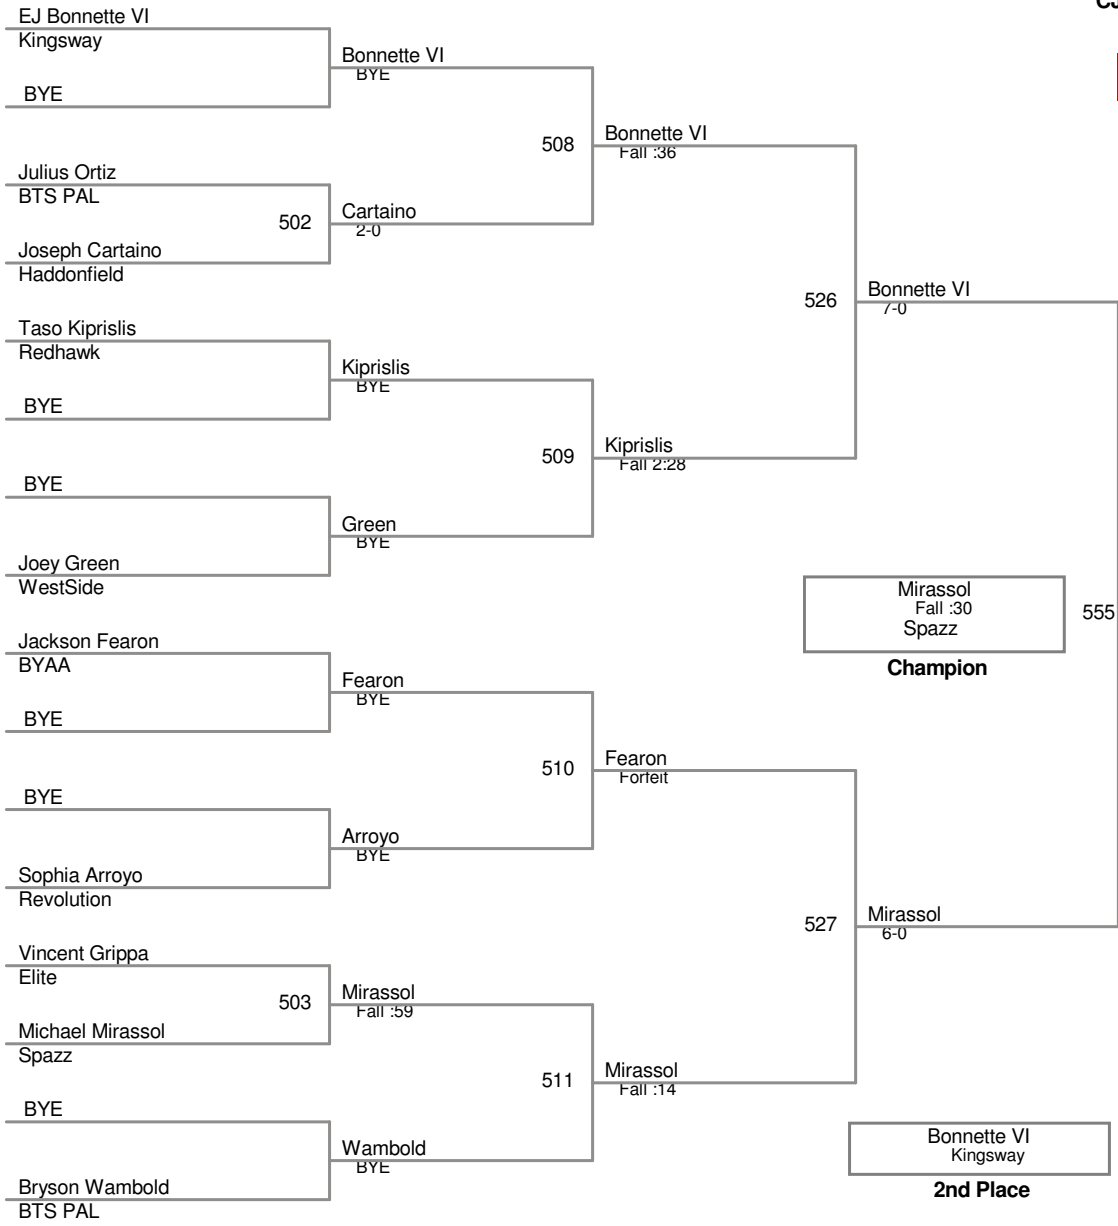 CJ
EJ Bonnette VI
Kingsway
Bonnette VI
BYE
BYE
508
Bonnette VI
Fall :36
Julius Ortiz
BTS PAL
502
Cartaino
2-0
Joseph Cartaino
Haddonfield
526
Bonnette VI
7-0
Taso Kiprislis
Redhawk
Kiprislis
BYE
BYE
509
Kiprislis
Fall 2:28
BYE
Green
BYE
Joey Green
WestSide
Mirassol
Fall :30
Spazz
555
Champion
Jackson Fearon
BYAA
Fearon
BYE
BYE
510
Fearon
Forfeit
BYE
Arroyo
BYE
Sophia Arroyo
Revolution
527
Mirassol
6-0
Vincent Grippa
Elite
503
Mirassol
Fall :59
Michael Mirassol
Spazz
511
Mirassol
Fall :14
BYE
Wambold
BYE
Bryson Wambold
BTS PAL
Bonnette VI
Kingsway
2nd Place